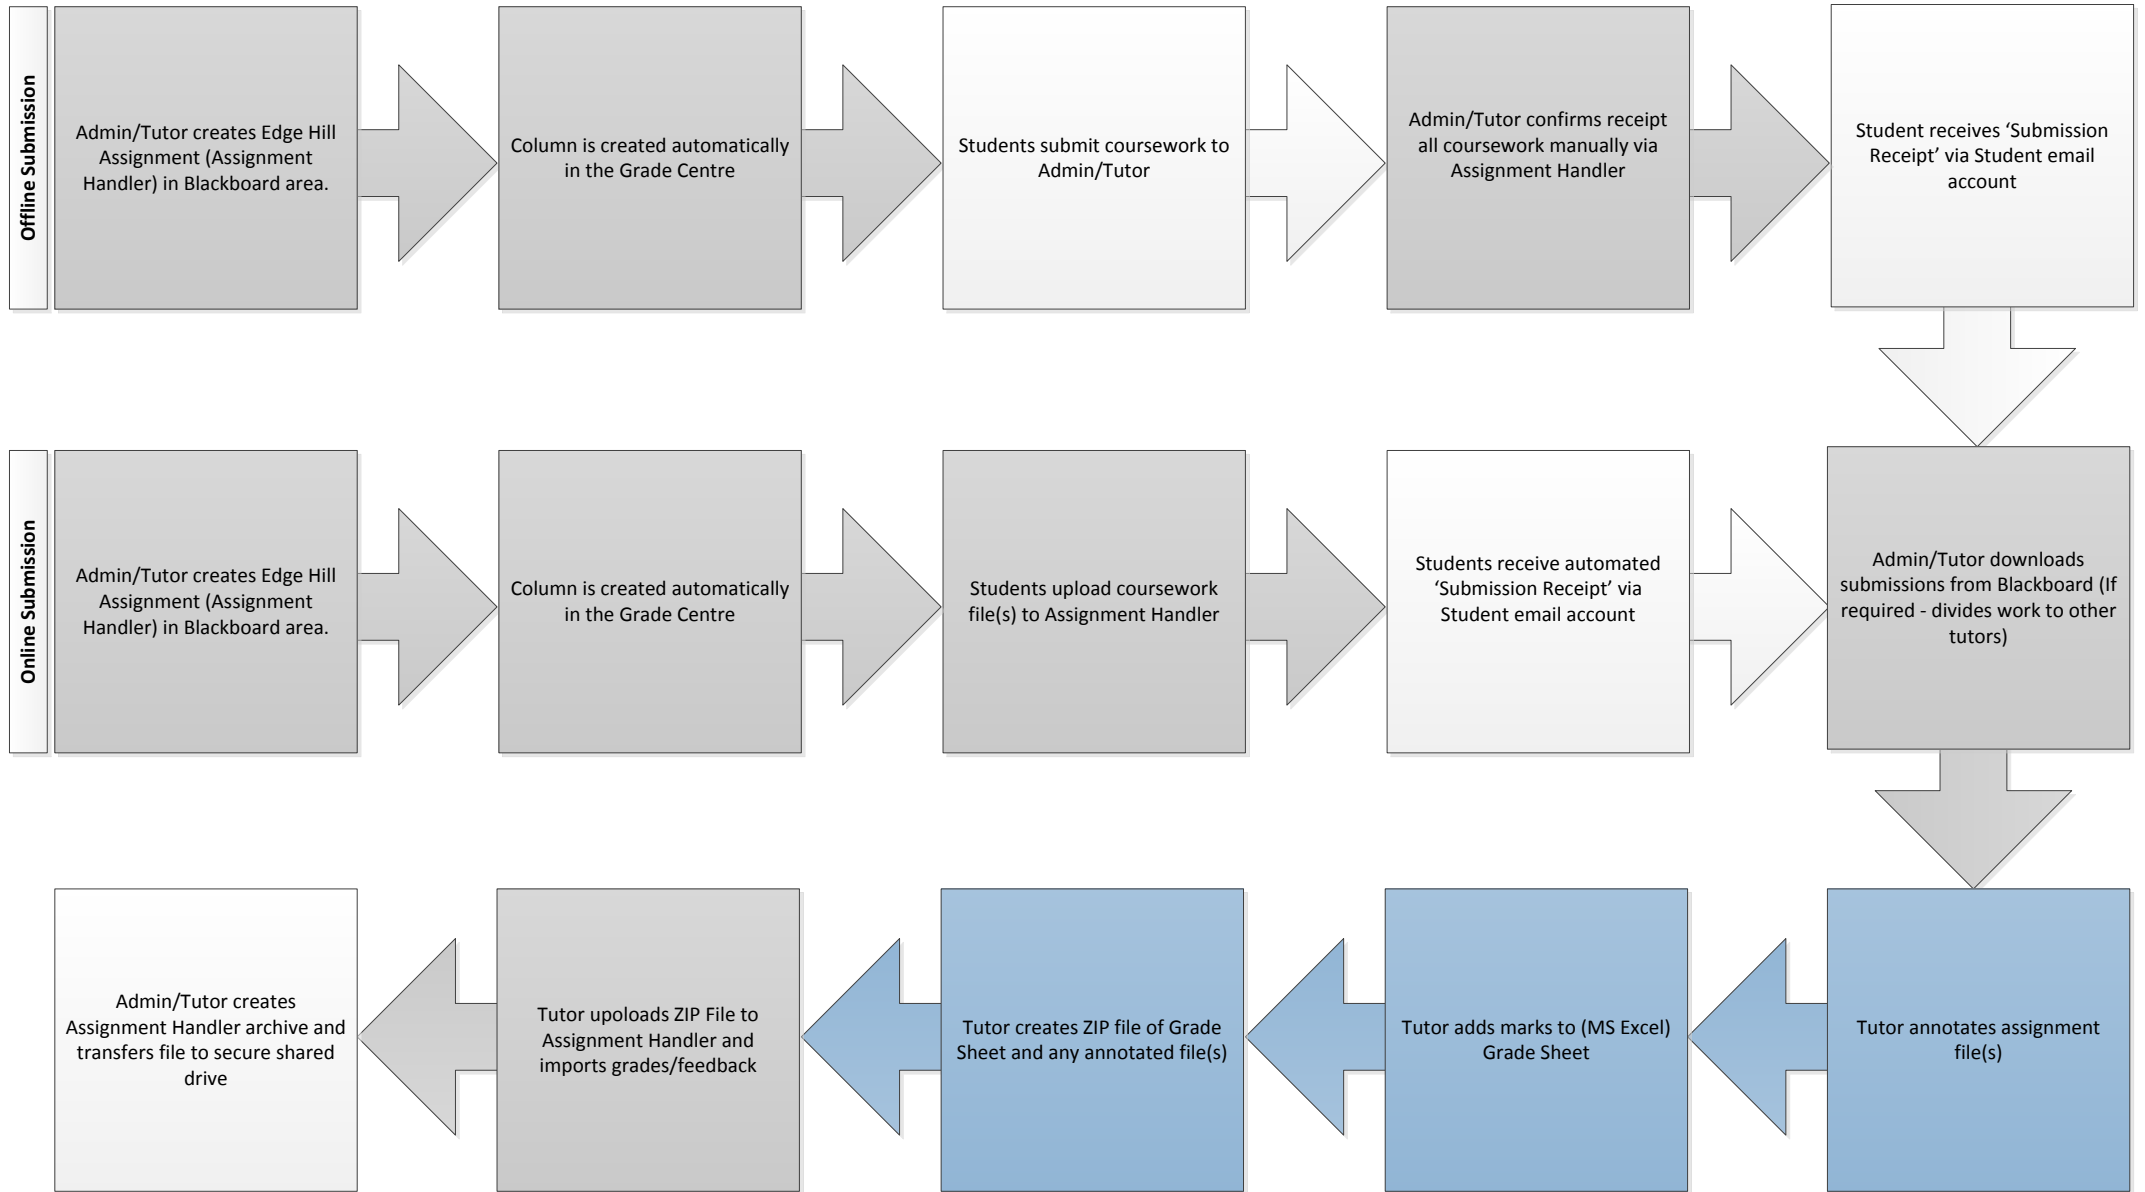 Offline Submission
Admin/Tutor creates Edge Hill
Assignment (Assignment
Handler) in Blackboard area.
Column is created automatically
in the Grade Centre
Students submit coursework to
Admin/Tutor
Admin/Tutor confirms receipt
all coursework manually via
Assignment Handler
Student receives ‘Submission
Receipt’ via Student email
account
Online Submission
Admin/Tutor creates Edge Hill
Assignment (Assignment
Handler) in Blackboard area.
Column is created automatically
in the Grade Centre
Students upload coursework
file(s) to Assignment Handler
Students receive automated
‘Submission Receipt’ via
Student email account
Admin/Tutor downloads
submissions from Blackboard (If
required - divides work to other
tutors)
Admin/Tutor creates
Assignment Handler archive and
transfers file to secure shared
drive
Tutor upoloads ZIP File to
Assignment Handler and
imports grades/feedback
Tutor creates ZIP file of Grade
Sheet and any annotated file(s)
Tutor adds marks to (MS Excel)
Grade Sheet
Tutor annotates assignment
file(s)